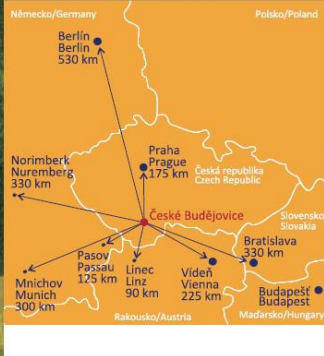 Německo/Germany
Polsko/Poland
Berlín
Berlin
530 km
Praha
Prague
175 km
Norimberk
Nuremberg
330 km
Česká republika
Czech Republic
České Budějovice
Slovensko
Slovakia
Pasov
Passau
125 km
Linec
Linz
90 km
Vídeň
Vienna
225 km
Bratislava
330 km
Mnichov
Munich
300 km
Budapešť
Budapest
Rakousko/Austria
Maďarsko/Hungary